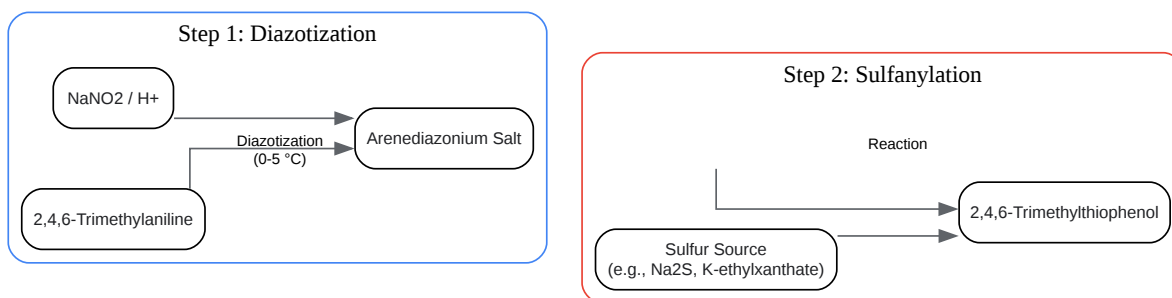 Step 1: Diazotization
NaNO2 / H+
Diazotization
(0-5 °C)
Arenediazonium Salt
2,4,6-Trimethylaniline
Step 2: Sulfanylation
Reaction
2,4,6-Trimethylthiophenol
Sulfur Source
(e.g., Na2S, K-ethylxanthate)